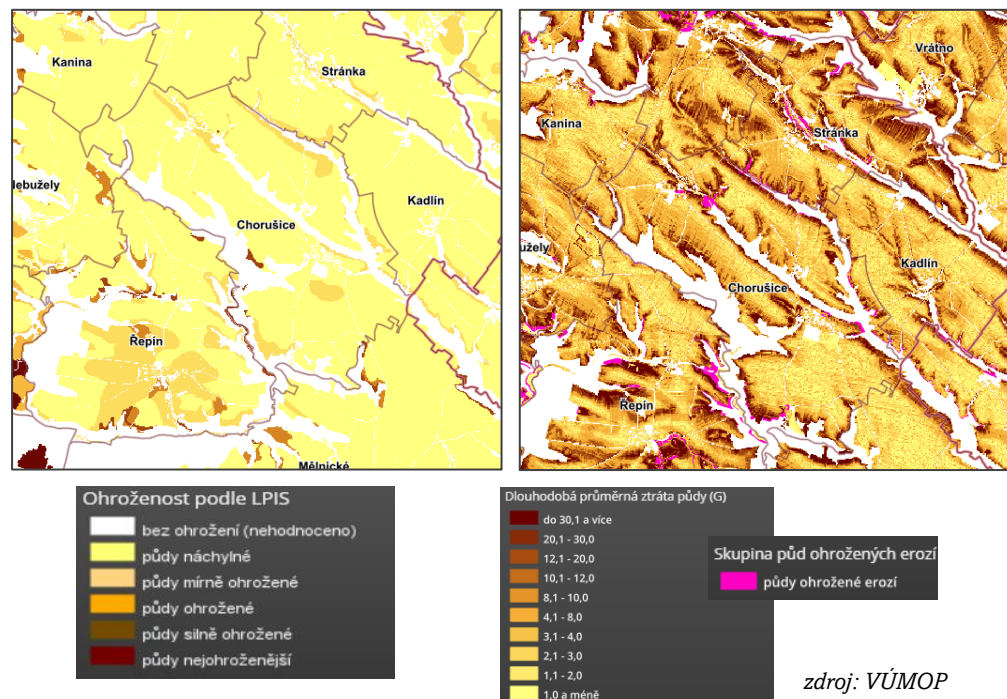 Kanina
Stránka
lebužely
Kadlín
Chorušice
Řepín
Mělnické
Vrátno
Kanina
Stránka
užely
Kadlín
Chorušice
Řepín
Ohroženost podle LPIS
bez ohrožení (nehodnoceno)
půdy náchylné
půdy mírně ohrožené
půdy ohrožené
půdy silně ohrožené
půdy nejohroženější
Dlouhodobá průměrná ztráta půdy (G)
do 30,1 a více
20,1 - 30,0
12,1 - 20,0
10,1 - 12,0
8,1 - 10,0
4,1 - 8,0
3,1 - 4,0
2,1 - 3,0
1,1 - 2,0
1,0 a méně
Skupina půd ohrožených erozí
půdy ohrožené erozí
zdroj: VÚMOP